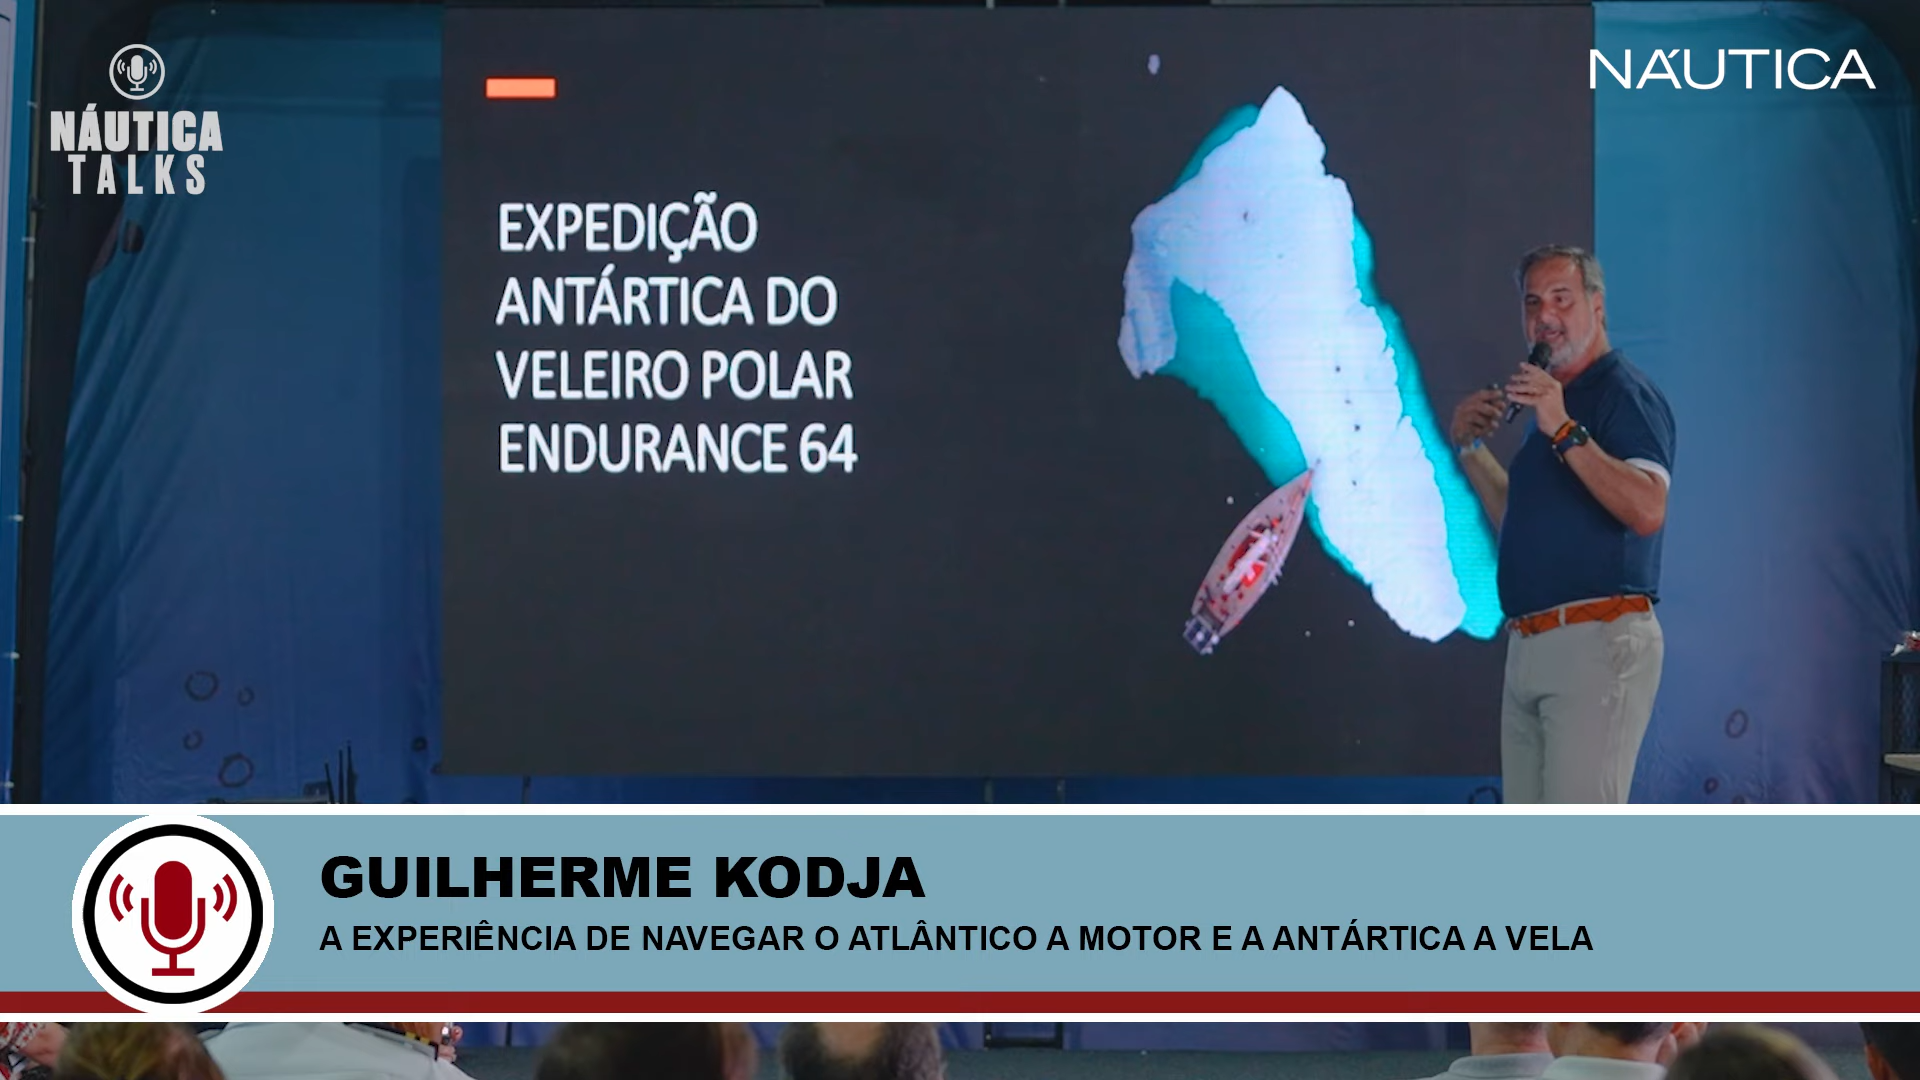 NÁUTICA
TALKS
NÁUTICA
EXPEDIÇÃO
ANTÁRTICA DO
VELEIRO POLAR
ENDURANCE 64
GUILHERME KODJA
A EXPERIÊNCIA DE NAVEGAR O ATLÂNTICO A MOTOR E A ANTÁRTICA A VELA